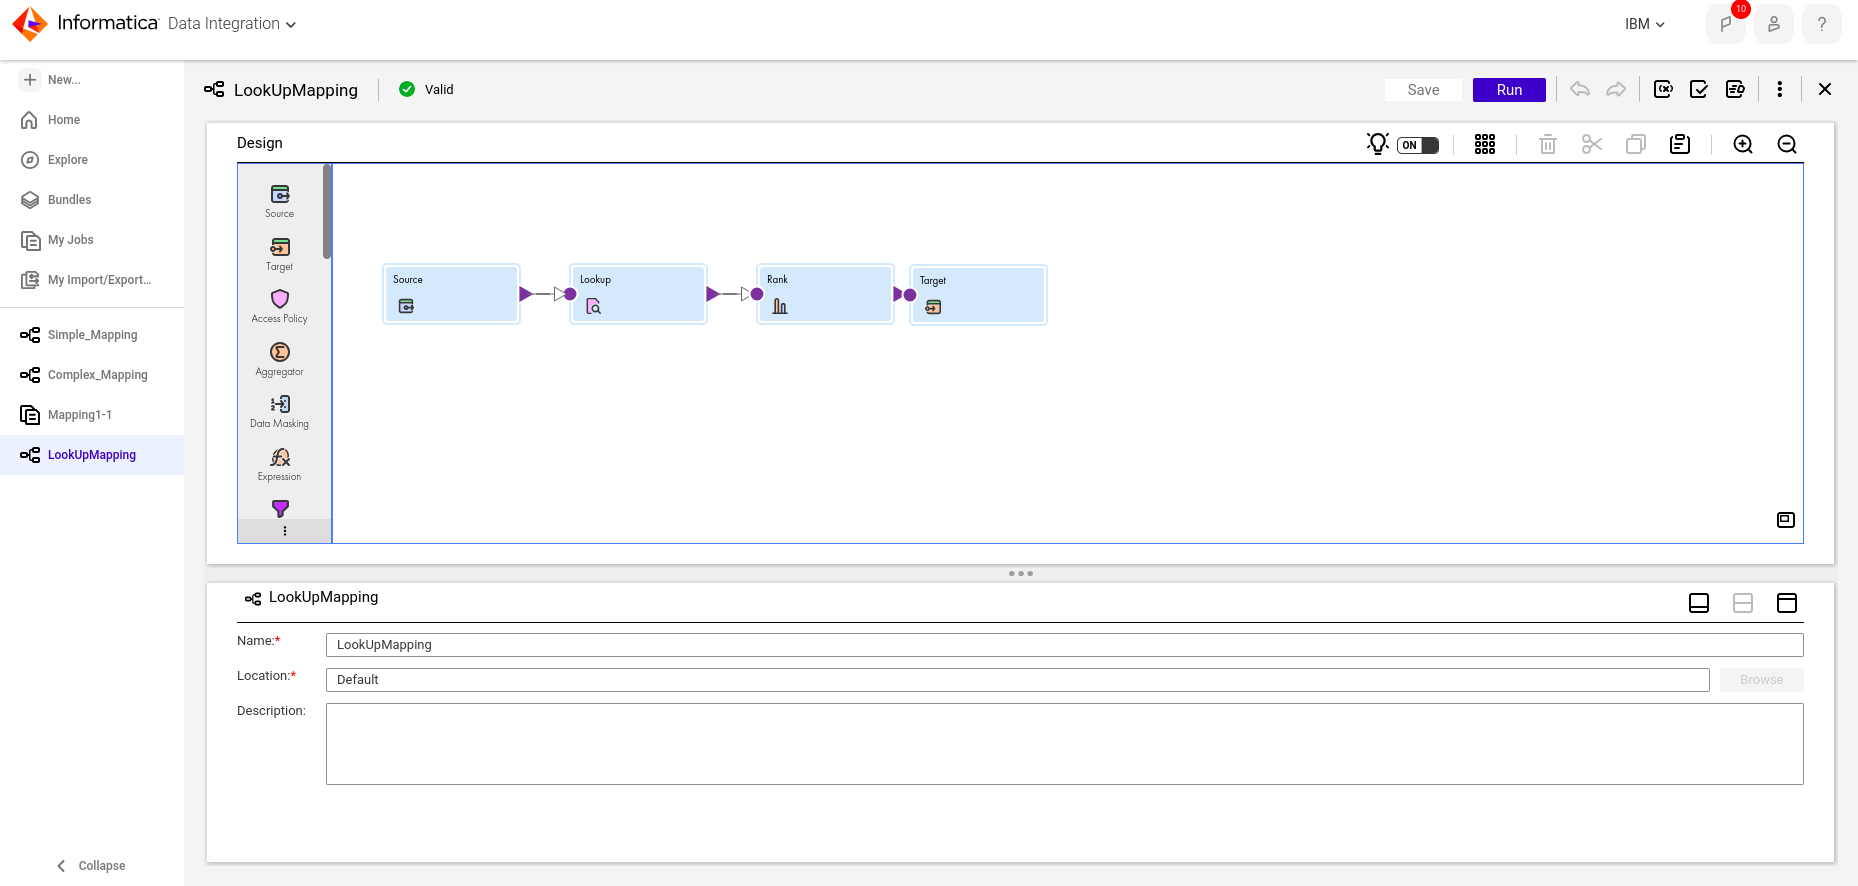 Informatica Data Integration
IBM
10
?
New...
Home
Explore
Bundles
My Jobs
My Import/Export...
Simple_Mapping
Complex_Mapping
Mapping1-1
LookUpMapping
Collapse
LookUpMapping
Valid
Save
Run
Design
ON
Source
Target
Access Policy
Aggregator
Data Masking
Expression
Source
Lookup
Rank
Target
LookUpMapping
Name:*
LookUpMapping
Location:*
Default
Browse
Description: